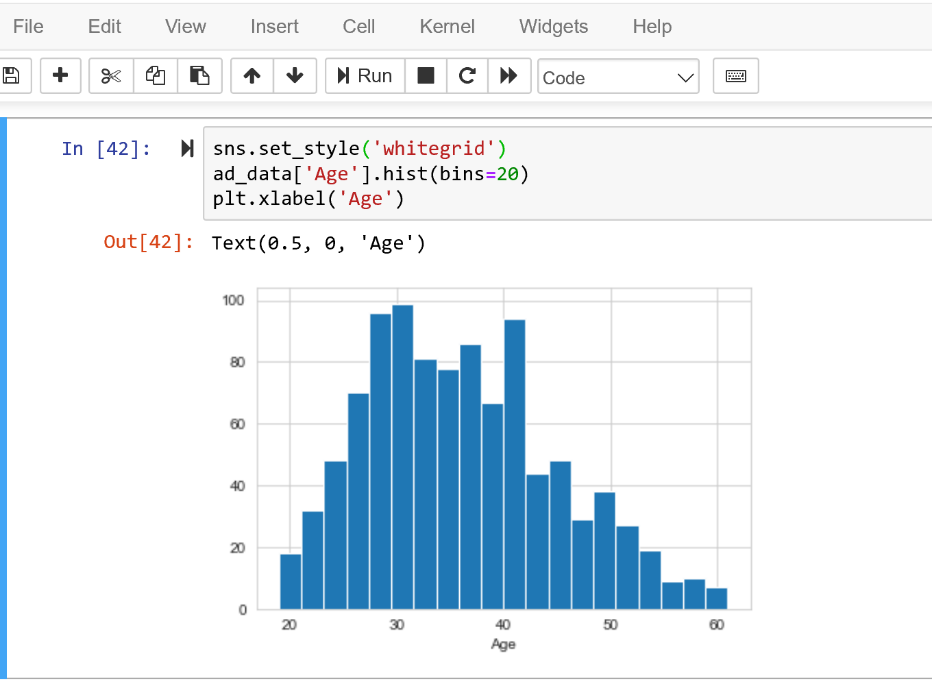 File Edit View Insert Cell Kernel Widgets Help
Run Code
In [42]:
sns.set_style('whitegrid')
ad_data['Age'].hist(bins=20)
plt.xlabel('Age')
Out[42]: Text(0.5, 0, 'Age')
100
80
60
40
20
0
20 30 40 50 60
Age